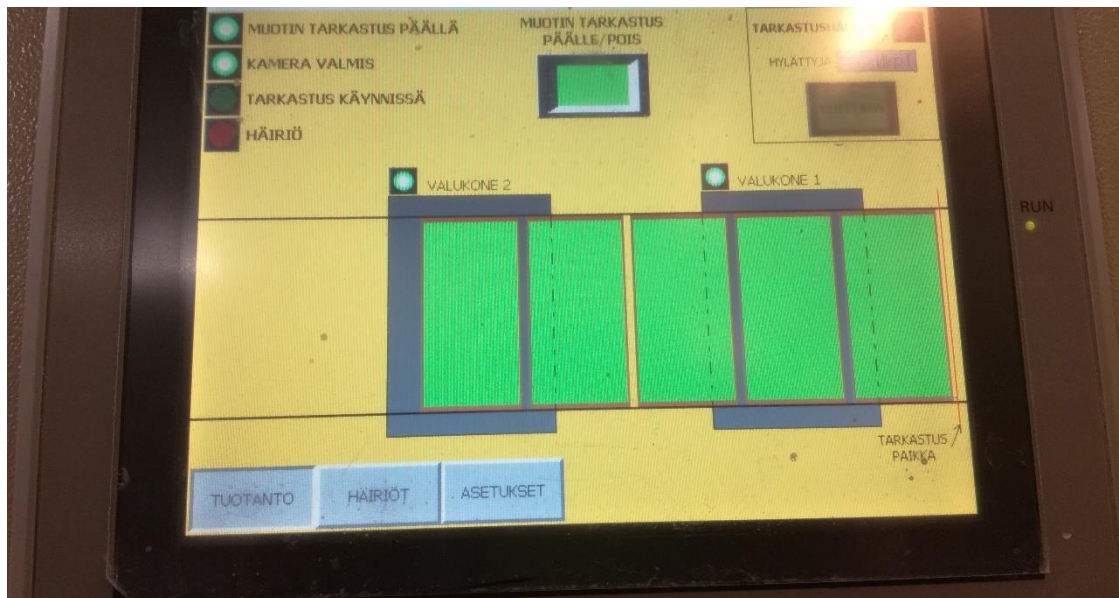 MUOTIN TARKASTUS PÄÄLLÄ
KAMERA VALMIS
TARKASTUS KÄYNNISSÄ
HÄIRIÖ
MUOTIN TARKASTUS
PÄÄLLE/POIS
HYLÄTTYJÄ
VALUKONE 2
VALUKONE 1
RUN
TARKASTUS
PAIKKA
TUOTANTO
HÄIRIÖT
ASETUKSET